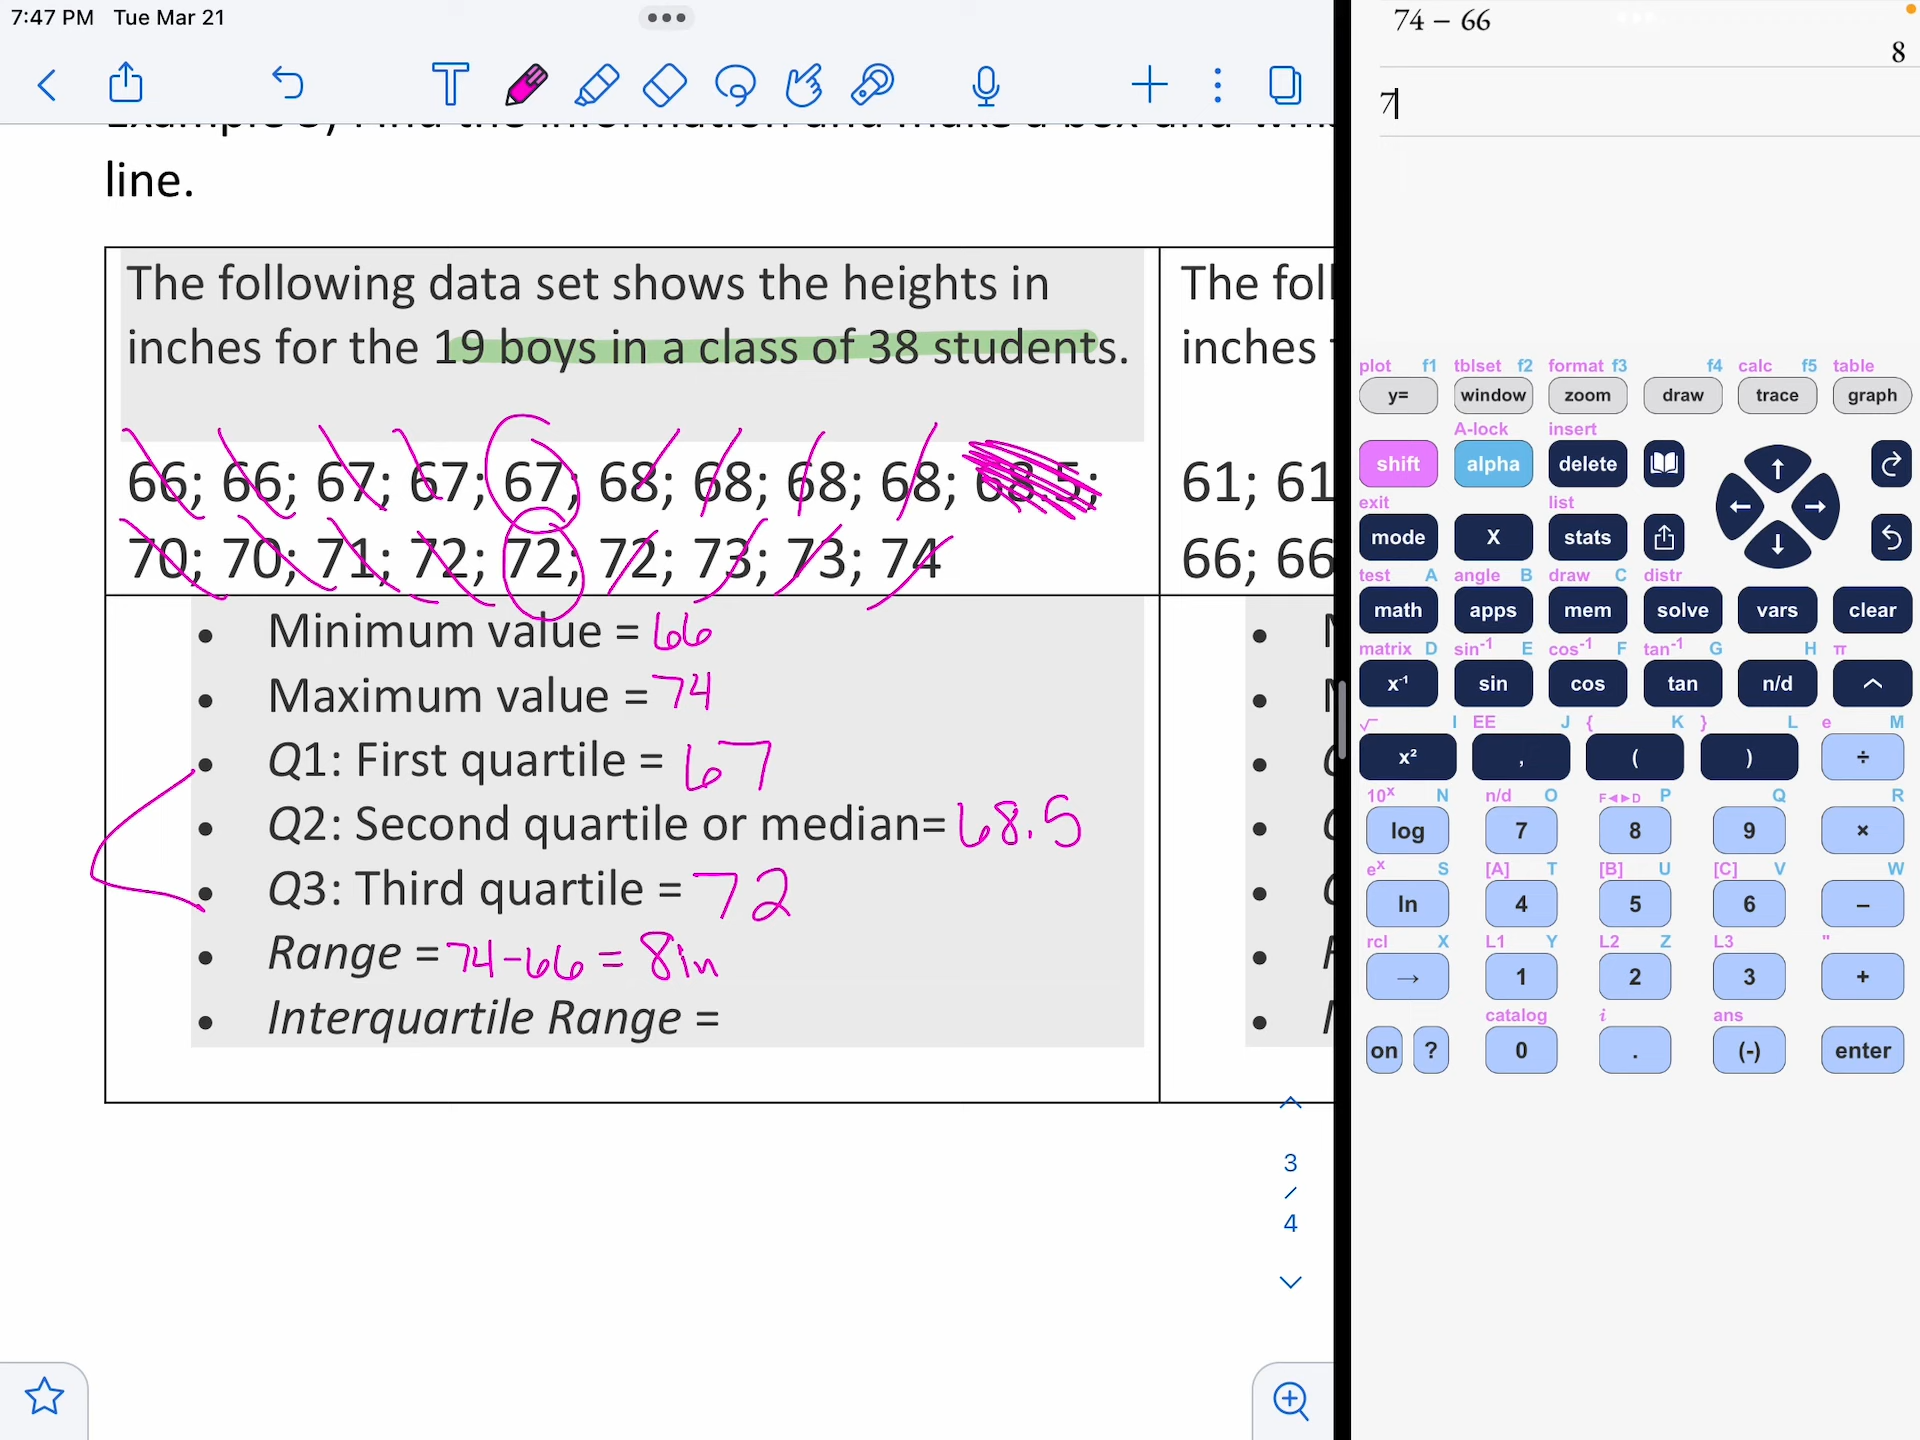 7:47 PM Tue Mar 21
line.
The following data set shows the heights in
inches for the 19 boys in a class of 38 students.
66; 66; 67; 67; 67; 68; 68; 68; 68; 68.5;
70; 70; 71; 72; 72; 72; 73; 73; 74
Minimum value = 66
Maximum value = 74
Q1: First quartile = 67
Q2: Second quartile or median= 68.5
Q3: Third quartile = 72
Range = 74-66 = 8in
Interquartile Range =
The foll
inches
61; 61
66; 66
3
/
4
74 – 66
8
7
plot f1 tblset f2 format f3 f4 calc f5 table
y= window zoom draw trace graph
A-lock insert
shift alpha delete
exit list
mode X stats
test A angle B draw C distr
math apps mem solve vars clear
matrix D sin-1 E cos-1 F tan-1 G H π
x-1 sin cos tan n/d ^
√ I EE J { K } L e M
x² , ( ) ÷
10x N n/d O F◄►D P Q R
log 7 8 9 ×
ex S [A] T [B] U [C] V W
ln 4 5 6 –
rcl X L1 Y L2 Z L3 "
→ 1 2 3 +
catalog i ans
on ? 0 . (-) enter